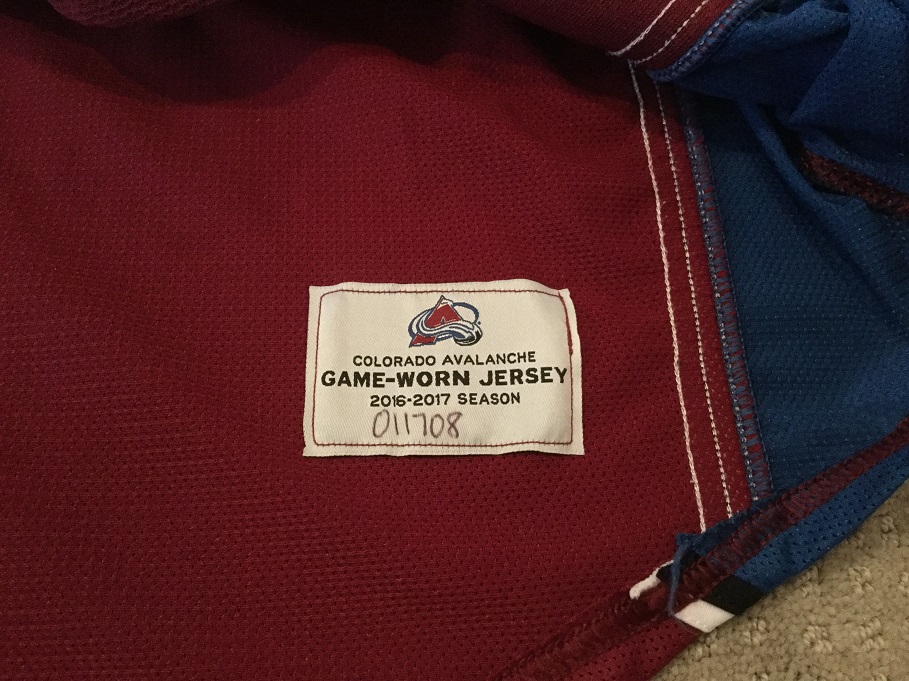 COLORADO AVALANCHE
GAME-WORN JERSEY
2016-2017 SEASON
011708